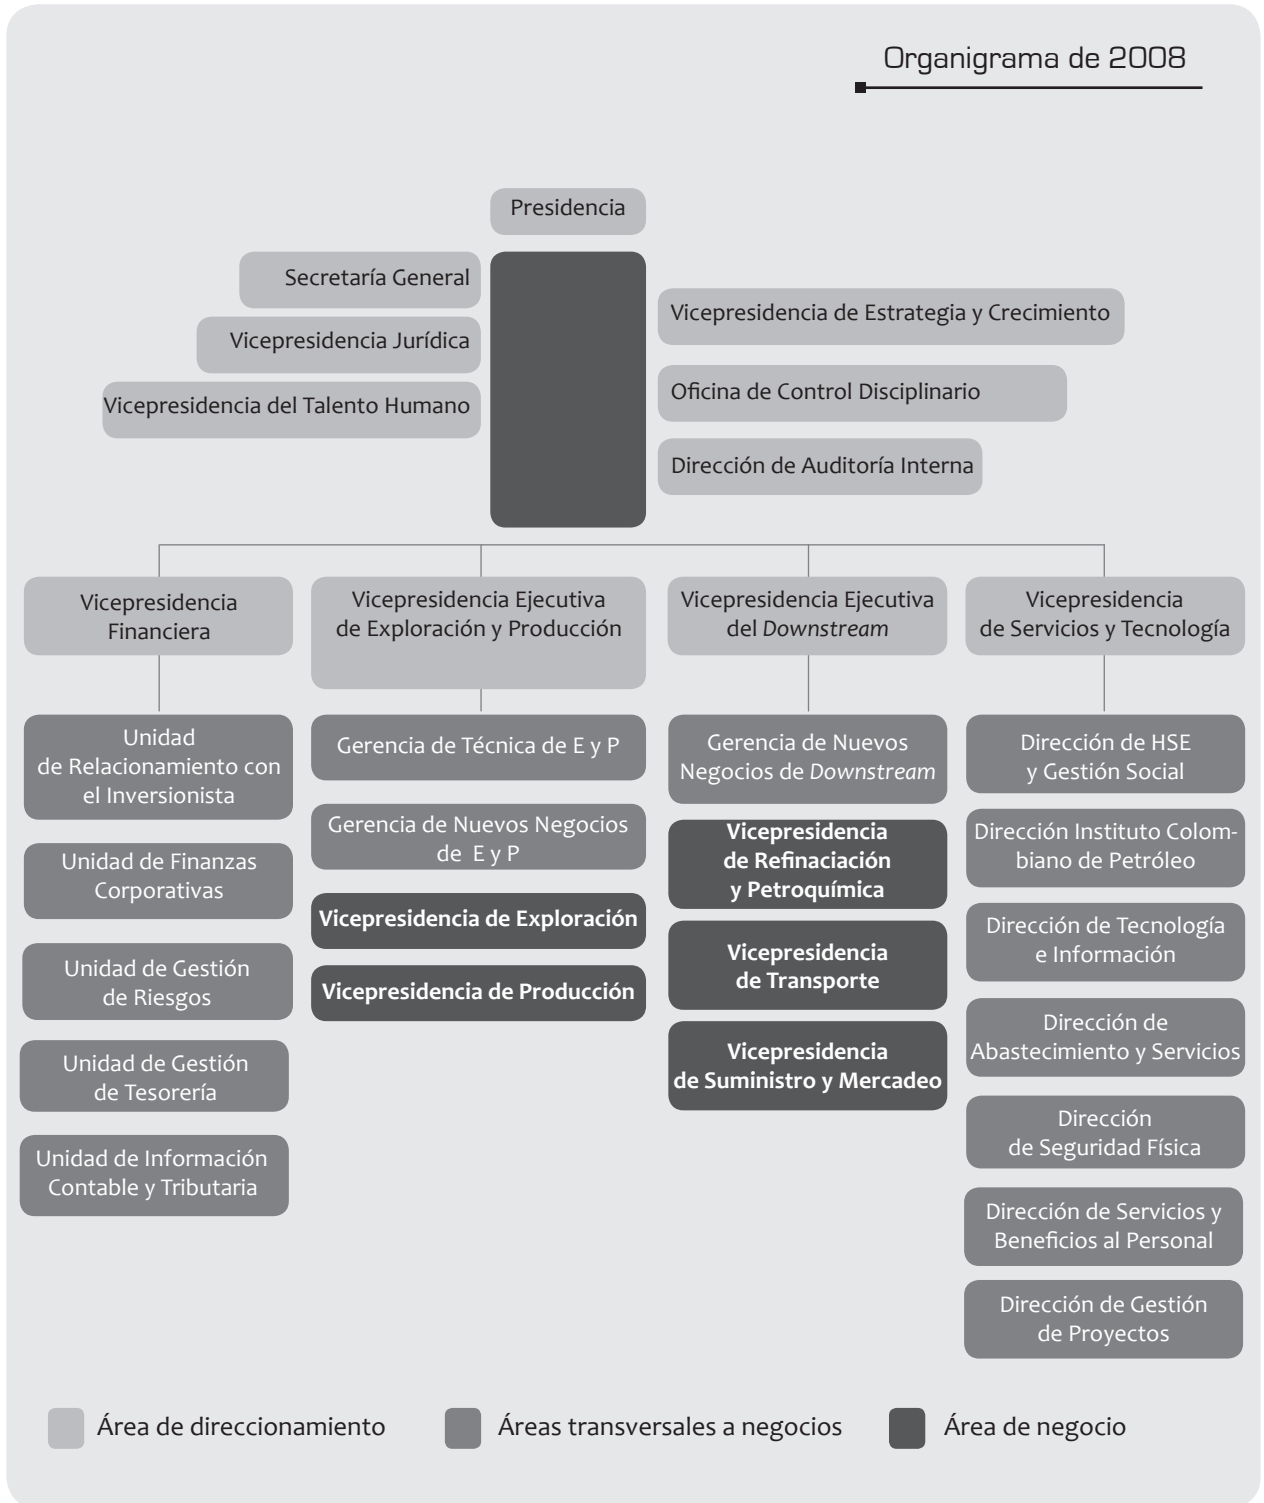 Organigrama de 2008
Presidencia
Secretaría General
Vicepresidencia Jurídica
Vicepresidencia del Talento Humano
Vicepresidencia de Estrategia y Crecimiento
Oficina de Control Disciplinario
Dirección de Auditoría Interna
Vicepresidencia
Financiera
Unidad
de Relacionamiento con
el Inversionista
Unidad de Finanzas
Corporativas
Unidad de Gestión
de Riesgos
Unidad de Gestión
de Tesorería
Unidad de Información
Contable y Tributaria
Vicepresidencia Ejecutiva
de Exploración y Producción
Gerencia de Técnica de E y P
Gerencia de Nuevos Negocios
de E y P
Vicepresidencia de Exploración
Vicepresidencia de Producción
Vicepresidencia Ejecutiva
del Downstream
Gerencia de Nuevos
Negocios de Downstream
Vicepresidencia
de Refinaciación
y Petroquímica
Vicepresidencia
de Transporte
Vicepresidencia
de Suministro y Mercadeo
Vicepresidencia
de Servicios y Tecnología
Dirección de HSE
y Gestión Social
Dirección Instituto Colom-
biano de Petróleo
Dirección de Tecnología
e Información
Dirección de
Abastecimiento y Servicios
Dirección
de Seguridad Física
Dirección de Servicios y
Beneficios al Personal
Dirección de Gestión
de Proyectos
Área de direccionamiento
Áreas transversales a negocios
Área de negocio